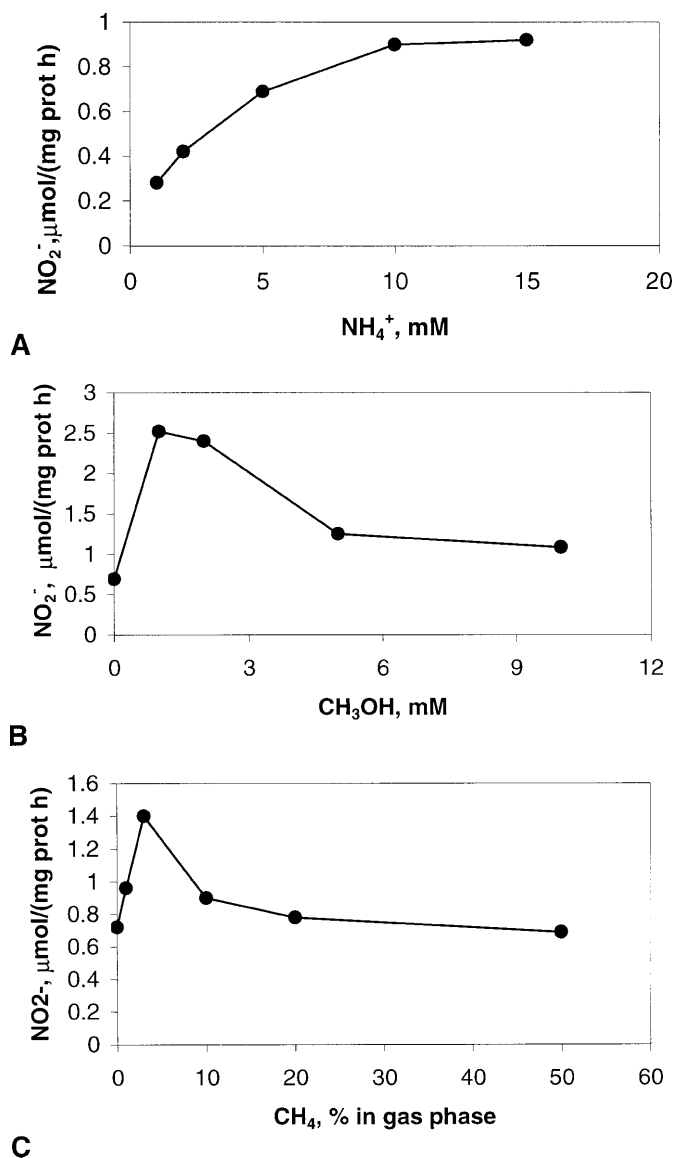 1
0.8
0.6
0.4
0.2
0
NO₂⁻,μmol/(mg prot h)
0 5 10 15 20
NH₄⁺, mM
A
3
2.5
2
1.5
1
0.5
0
NO₂⁻, μmol/(mg prot h)
0 3 6 9 12
CH₃OH, mM
B
1.6
1.4
1.2
1
0.8
0.6
0.4
0.2
0
NO2-, μmol/(mg prot h)
0 10 20 30 40 50 60
CH₄, % in gas phase
C